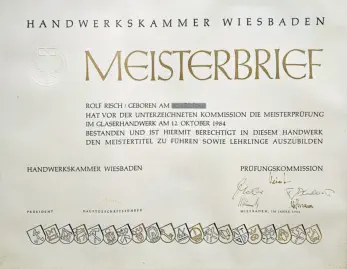 HANDWERKSKAMMER WIESBADEN
MEISTERBRIEF
ROLF RISCH: GEBOREN AM
HAT VOR DER UNTERZEICHNETEN KOMMISSION DIE MEISTERPRÜFUNG
IM GLASERHANDWERK AM 12. OKTOBER 1984
BESTANDEN UND IST HIERMIT BERECHTIGT IN DIESEM HANDWERK
DEN MEISTERTITEL ZU FÜHREN SOWIE LEHRLINGE AUSZUBILDEN
HANDWERKSKAMMER WIESBADEN PRÜFUNGSKOMMISSION
PRÄSIDENT HAUPTGESCHÄFTSFÜHRER WIESBADEN, IM JAHRE